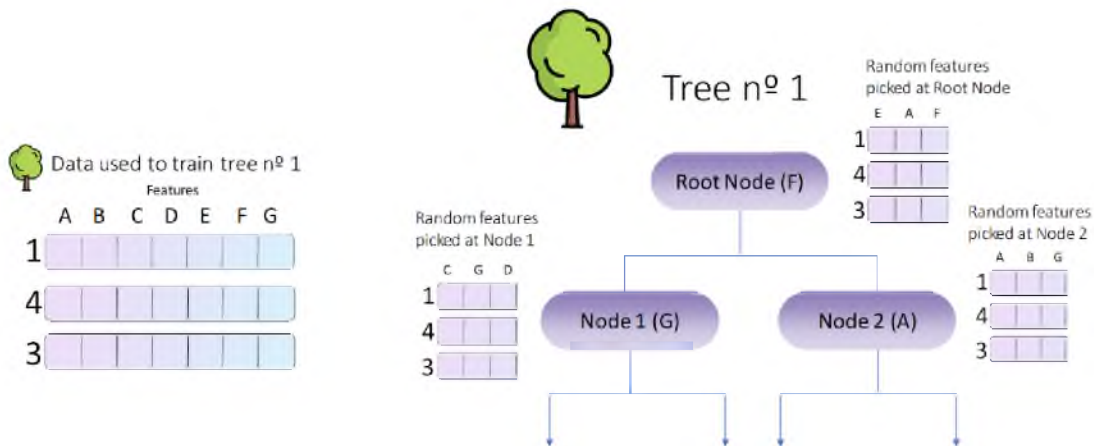 Tree nº 1
Random features
picked at Root Node
E A F
1
4
3
Data used to train tree nº 1
Features
A B C D E F G
1
4
3
Root Node (F)
Random features
picked at Node 1
C G D
1
4
3
Random features
picked at Node 2
A B G
1
4
3
Node 1 (G)
Node 2 (A)